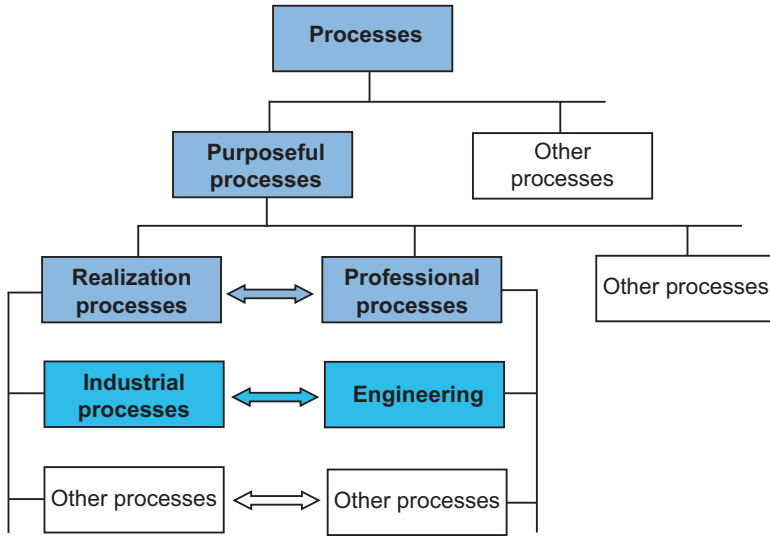 Processes
Purposeful
processes
Other
processes
Realization
processes
Professional
processes
Other processes
Industrial
processes
Engineering
Other processes
Other processes